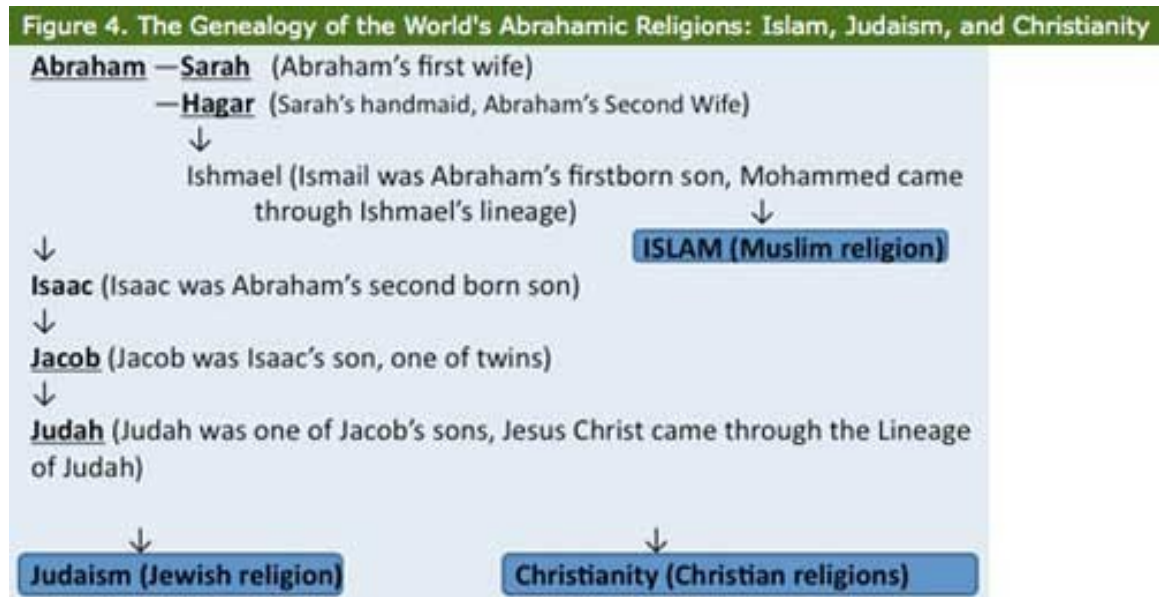 Figure 4. The Genealogy of the World's Abrahamic Religions: Islam, Judaism, and Christianity
Abraham —Sarah (Abraham’s first wife)
—Hagar (Sarah’s handmaid, Abraham’s Second Wife)
↓
Ishmael (Ismail was Abraham’s firstborn son, Mohammed came
through Ishmael’s lineage) ↓
↓ ISLAM (Muslim religion)
Isaac (Isaac was Abraham’s second born son)
↓
Jacob (Jacob was Isaac’s son, one of twins)
↓
Judah (Judah was one of Jacob’s sons, Jesus Christ came through the Lineage
of Judah)
↓ ↓
Judaism (Jewish religion) Christianity (Christian religions)